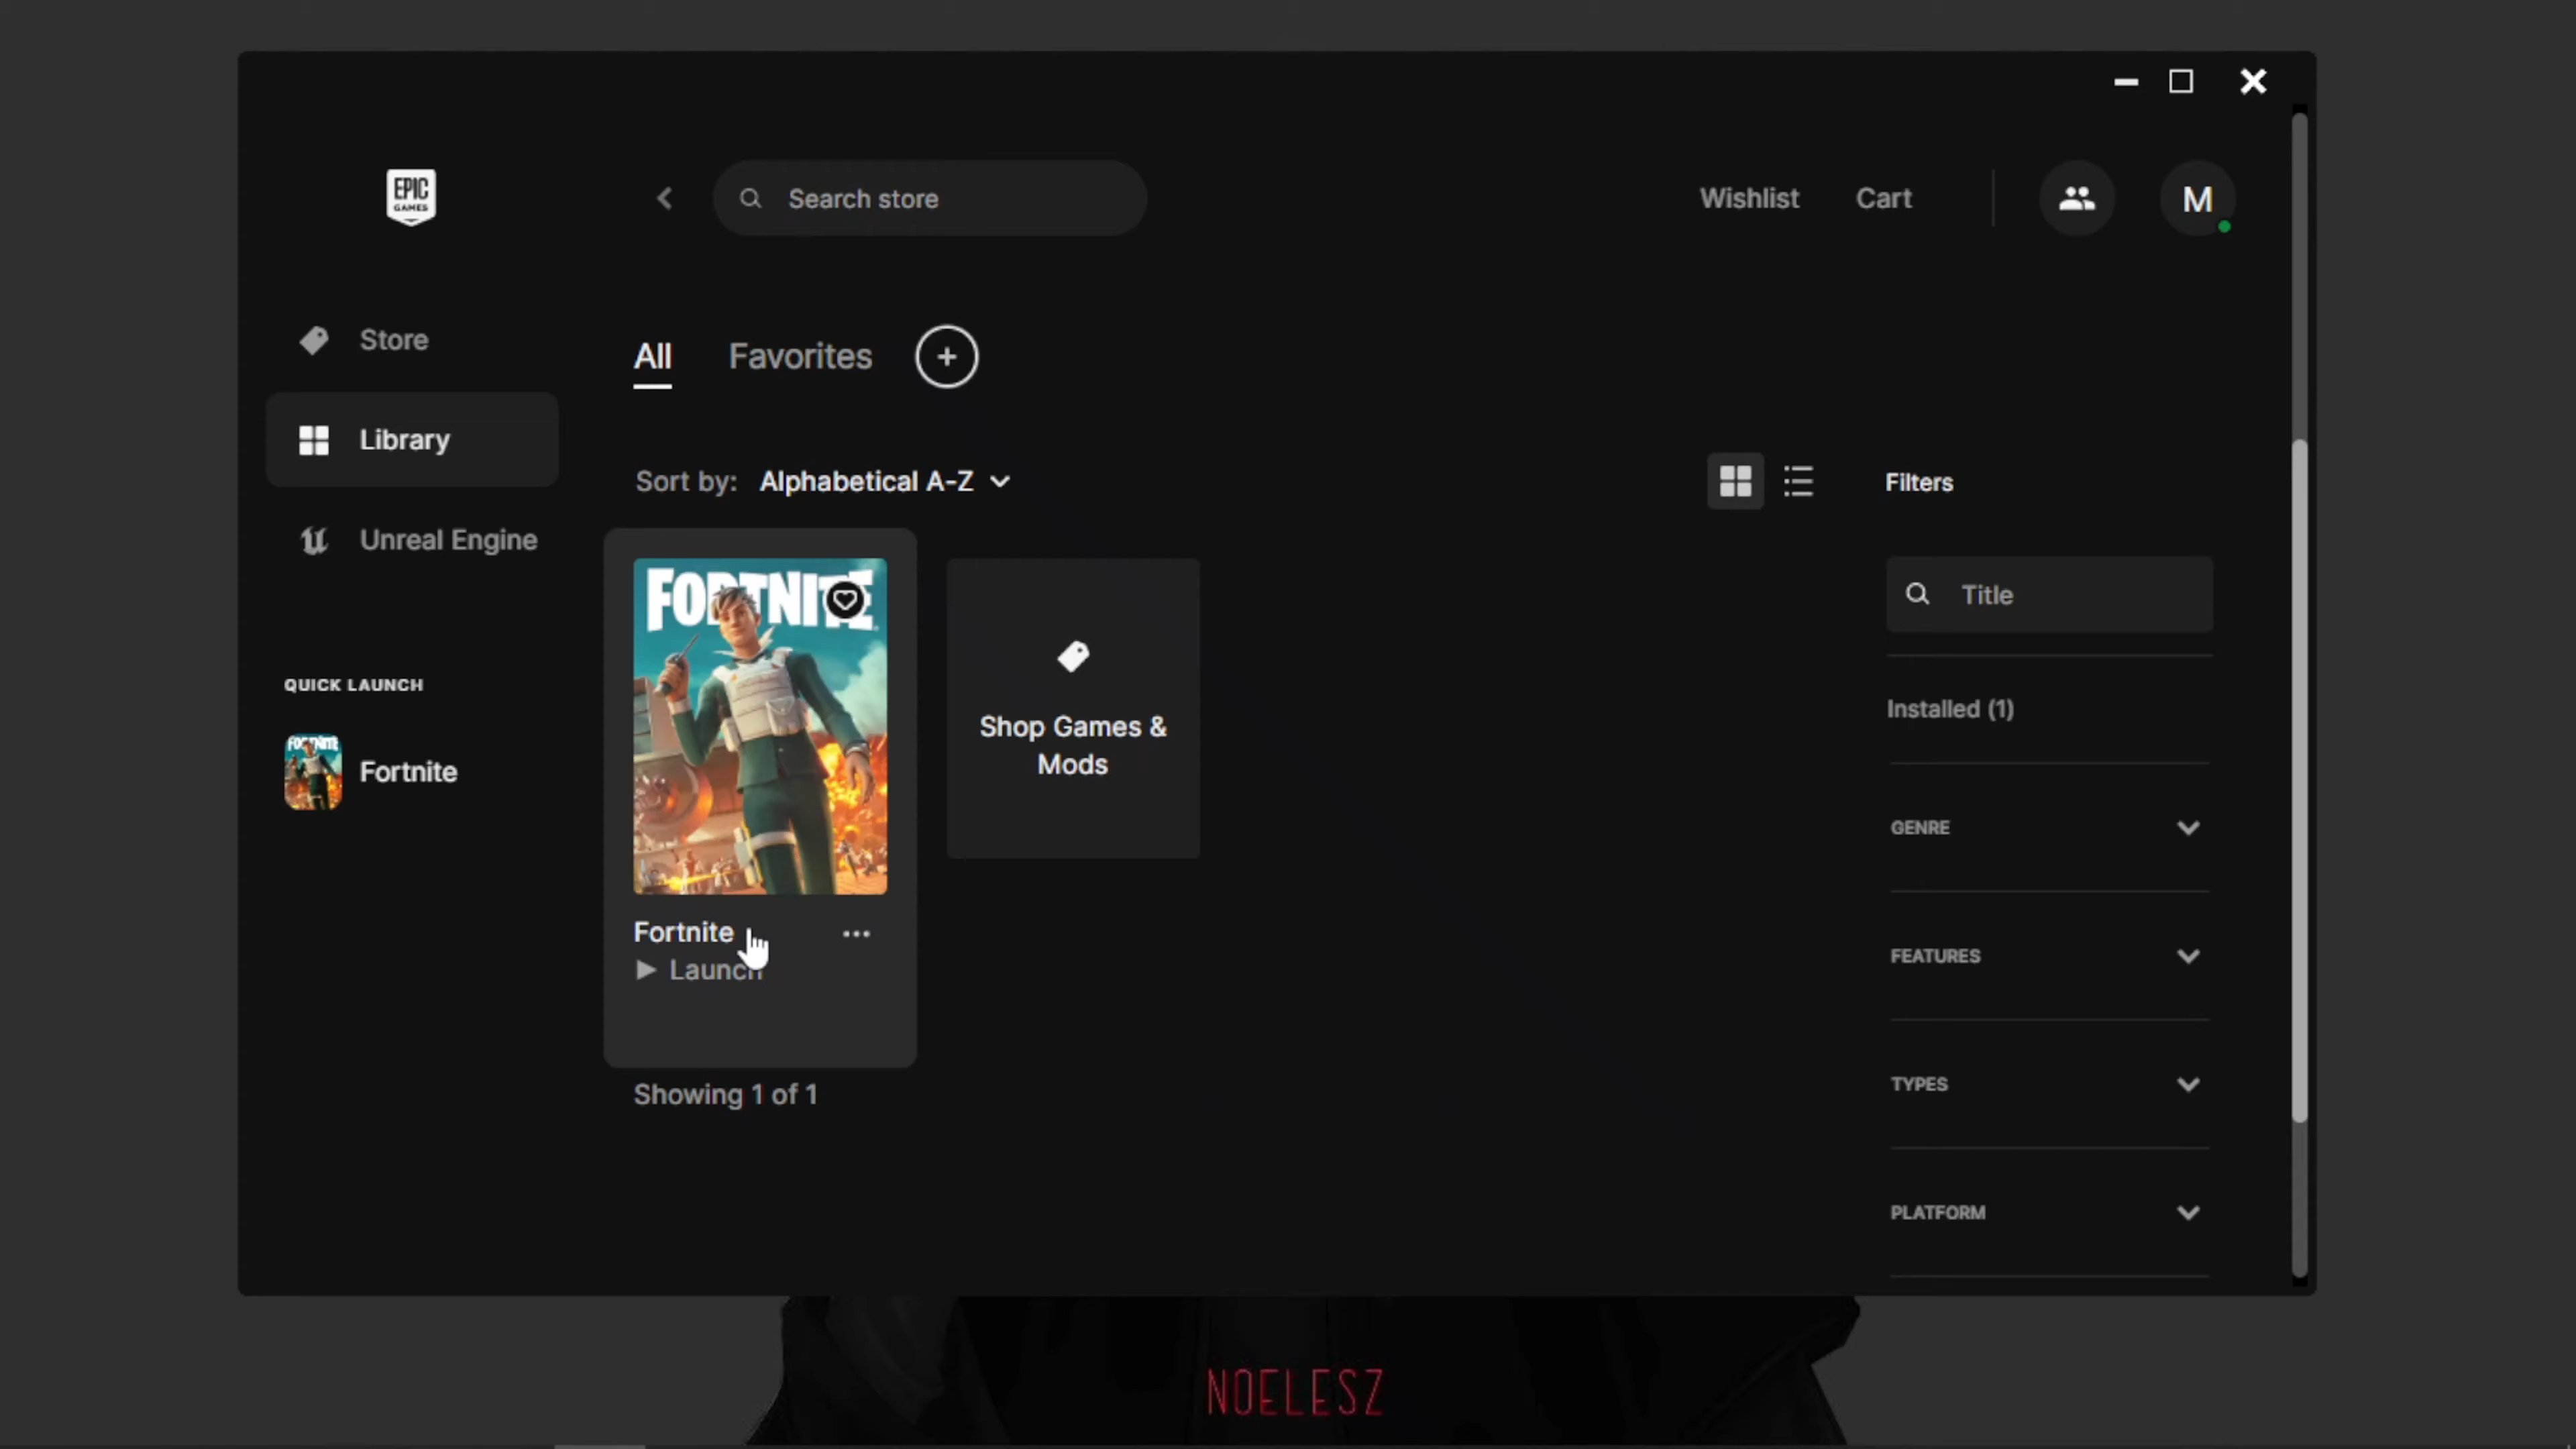 EPIC
GAMES
Search store
Wishlist
Cart
M
Store
Library
Unreal Engine
QUICK LAUNCH
FORTNITE
Fortnite
All
Favorites
Sort by: Alphabetical A-Z
FORTNITE
Fortnite
Launch
Shop Games &
Mods
Showing 1 of 1
Filters
Title
Installed (1)
GENRE
FEATURES
TYPES
PLATFORM
NOELESZ